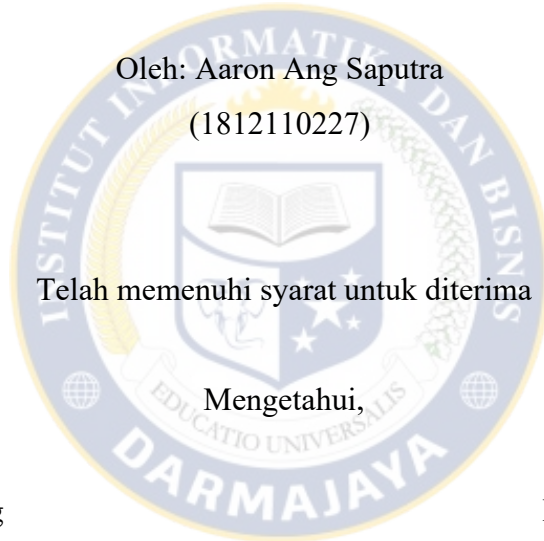 INSTITUT INFORMATIKA DAN BISNIS
Oleh: Aaron Ang Saputra
(1812110227)
Telah memenuhi syarat untuk diterima
Mengetahui,
EDUCATIO UNIVERSALIS
DARMAJAYA
g